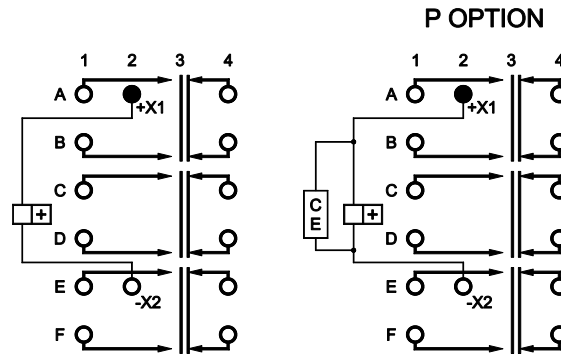 P OPTION
1 2 3 4 1 2 3 4
A +X1 A +X1
B B
C C
+ C E +
D D
E -X2 E -X2
F F